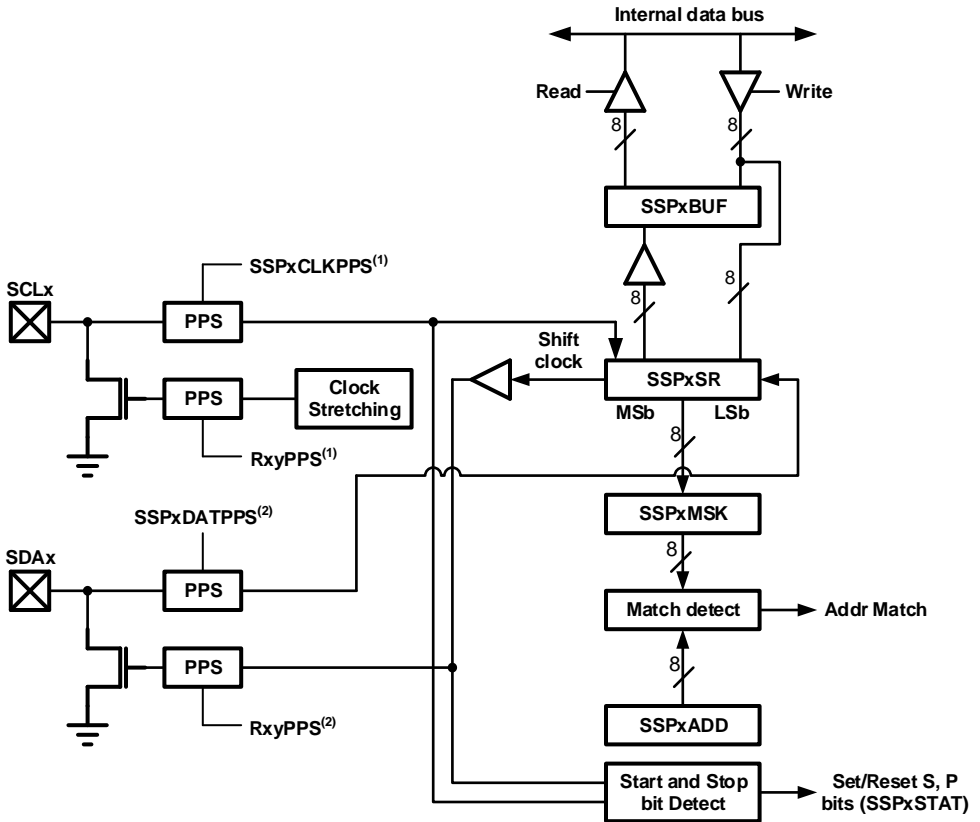 Internal data bus
Read
Write
8
8
SSPxBUF
SSPxCLKPPS(1)
SCLx
PPS
8
8
Shift
clock
SSPxSR
MSb
LSb
PPS
Clock
Stretching
RxyPPS(1)
8
SSPxMSK
SSPxDATPPS(2)
SDAx
PPS
8
Match detect
Addr Match
PPS
8
RxyPPS(2)
SSPxADD
Start and Stop
bit Detect
Set/Reset S, P
bits (SSPxSTAT)